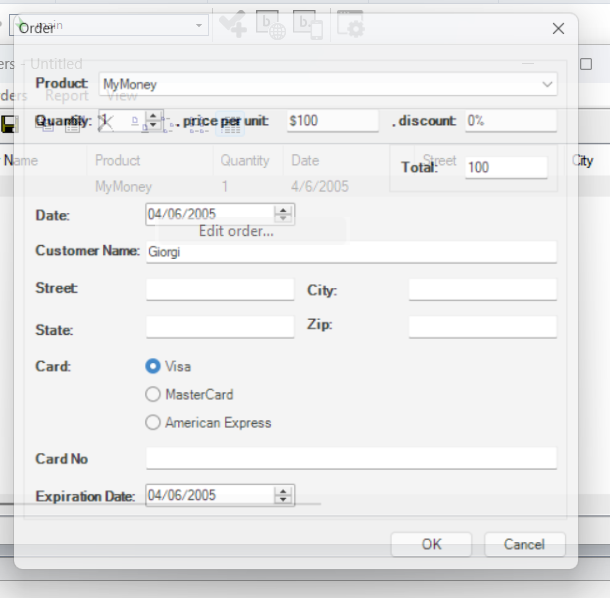 main
Order
ers - Untitled
Product: MyMoney
ders Report View
Quantity: 1 , price per unit: $100 , discount: 0%
Name Product Quantity Date Street City
Total: 100
MyMoney 1 4/6/2005
Date: 04/06/2005
Edit order...
Customer Name: Giorgi
Street: City:
State: Zip:
Card: Visa
MasterCard
American Express
Card No
Expiration Date: 04/06/2005
OK Cancel